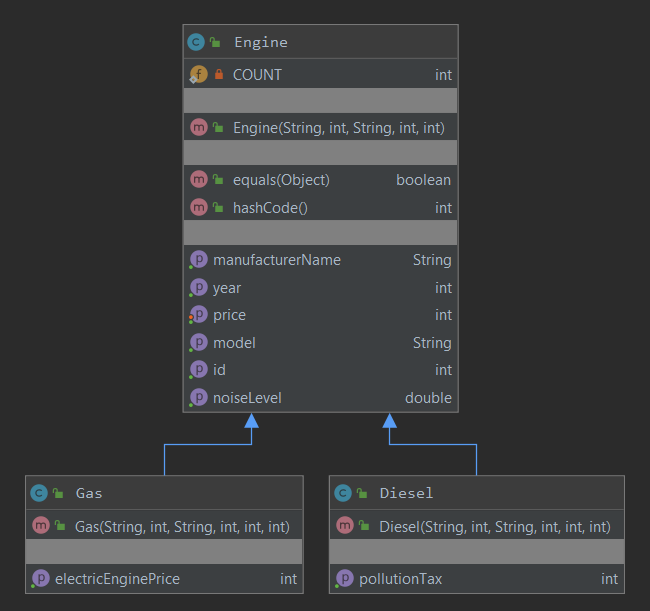 C Engine
f COUNT int
m Engine(String, int, String, int, int)
m equals(Object) boolean
m hashCode() int
p manufacturerName String
p year int
p price int
p model String
p id int
p noiseLevel double
C Gas
m Gas(String, int, String, int, int, int)
p electricEnginePrice int
C Diesel
m Diesel(String, int, String, int, int, int)
p pollutionTax int